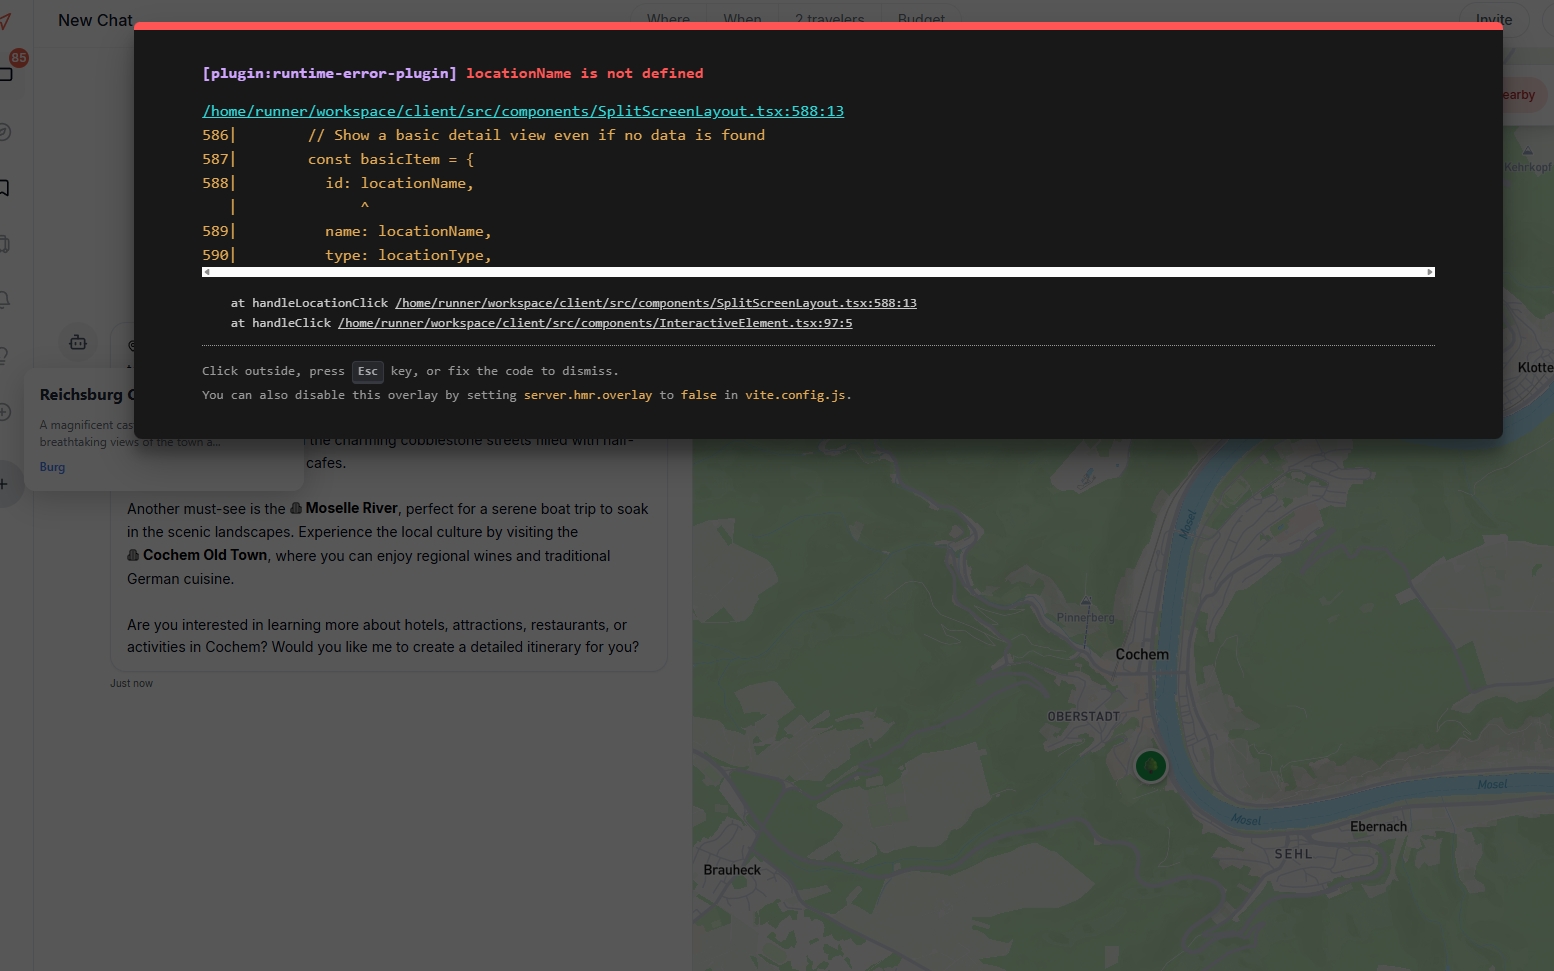 New Chat
Where When 2 travelers Budget
Invite
85
[plugin:runtime-error-plugin] locationName is not defined
/home/runner/workspace/client/src/components/SplitScreenLayout.tsx:588:13
586| // Show a basic detail view even if no data is found
587| const basicItem = {
588| id: locationName,
| ^
589| name: locationName,
590| type: locationType,
at handleLocationClick /home/runner/workspace/client/src/components/SplitScreenLayout.tsx:588:13
at handleClick /home/runner/workspace/client/src/components/InteractiveElement.tsx:97:5
Click outside, press Esc key, or fix the code to dismiss.
You can also disable this overlay by setting server.hmr.overlay to false in vite.config.js.
earby
Kehrkopf
Klotte
Reichsburg C
A magnificent cas
breathtaking views of the town a...
Burg
the charming cobblestone streets filled with half-
cafes.
Another must-see is the Moselle River, perfect for a serene boat trip to soak
in the scenic landscapes. Experience the local culture by visiting the
Cochem Old Town, where you can enjoy regional wines and traditional
German cuisine.
Are you interested in learning more about hotels, attractions, restaurants, or
activities in Cochem? Would you like me to create a detailed itinerary for you?
Just now
Mosel
Pinnerberg
Cochem
OBERSTADT
Mosel
Mosel
Ebernach
SEHL
Brauheck